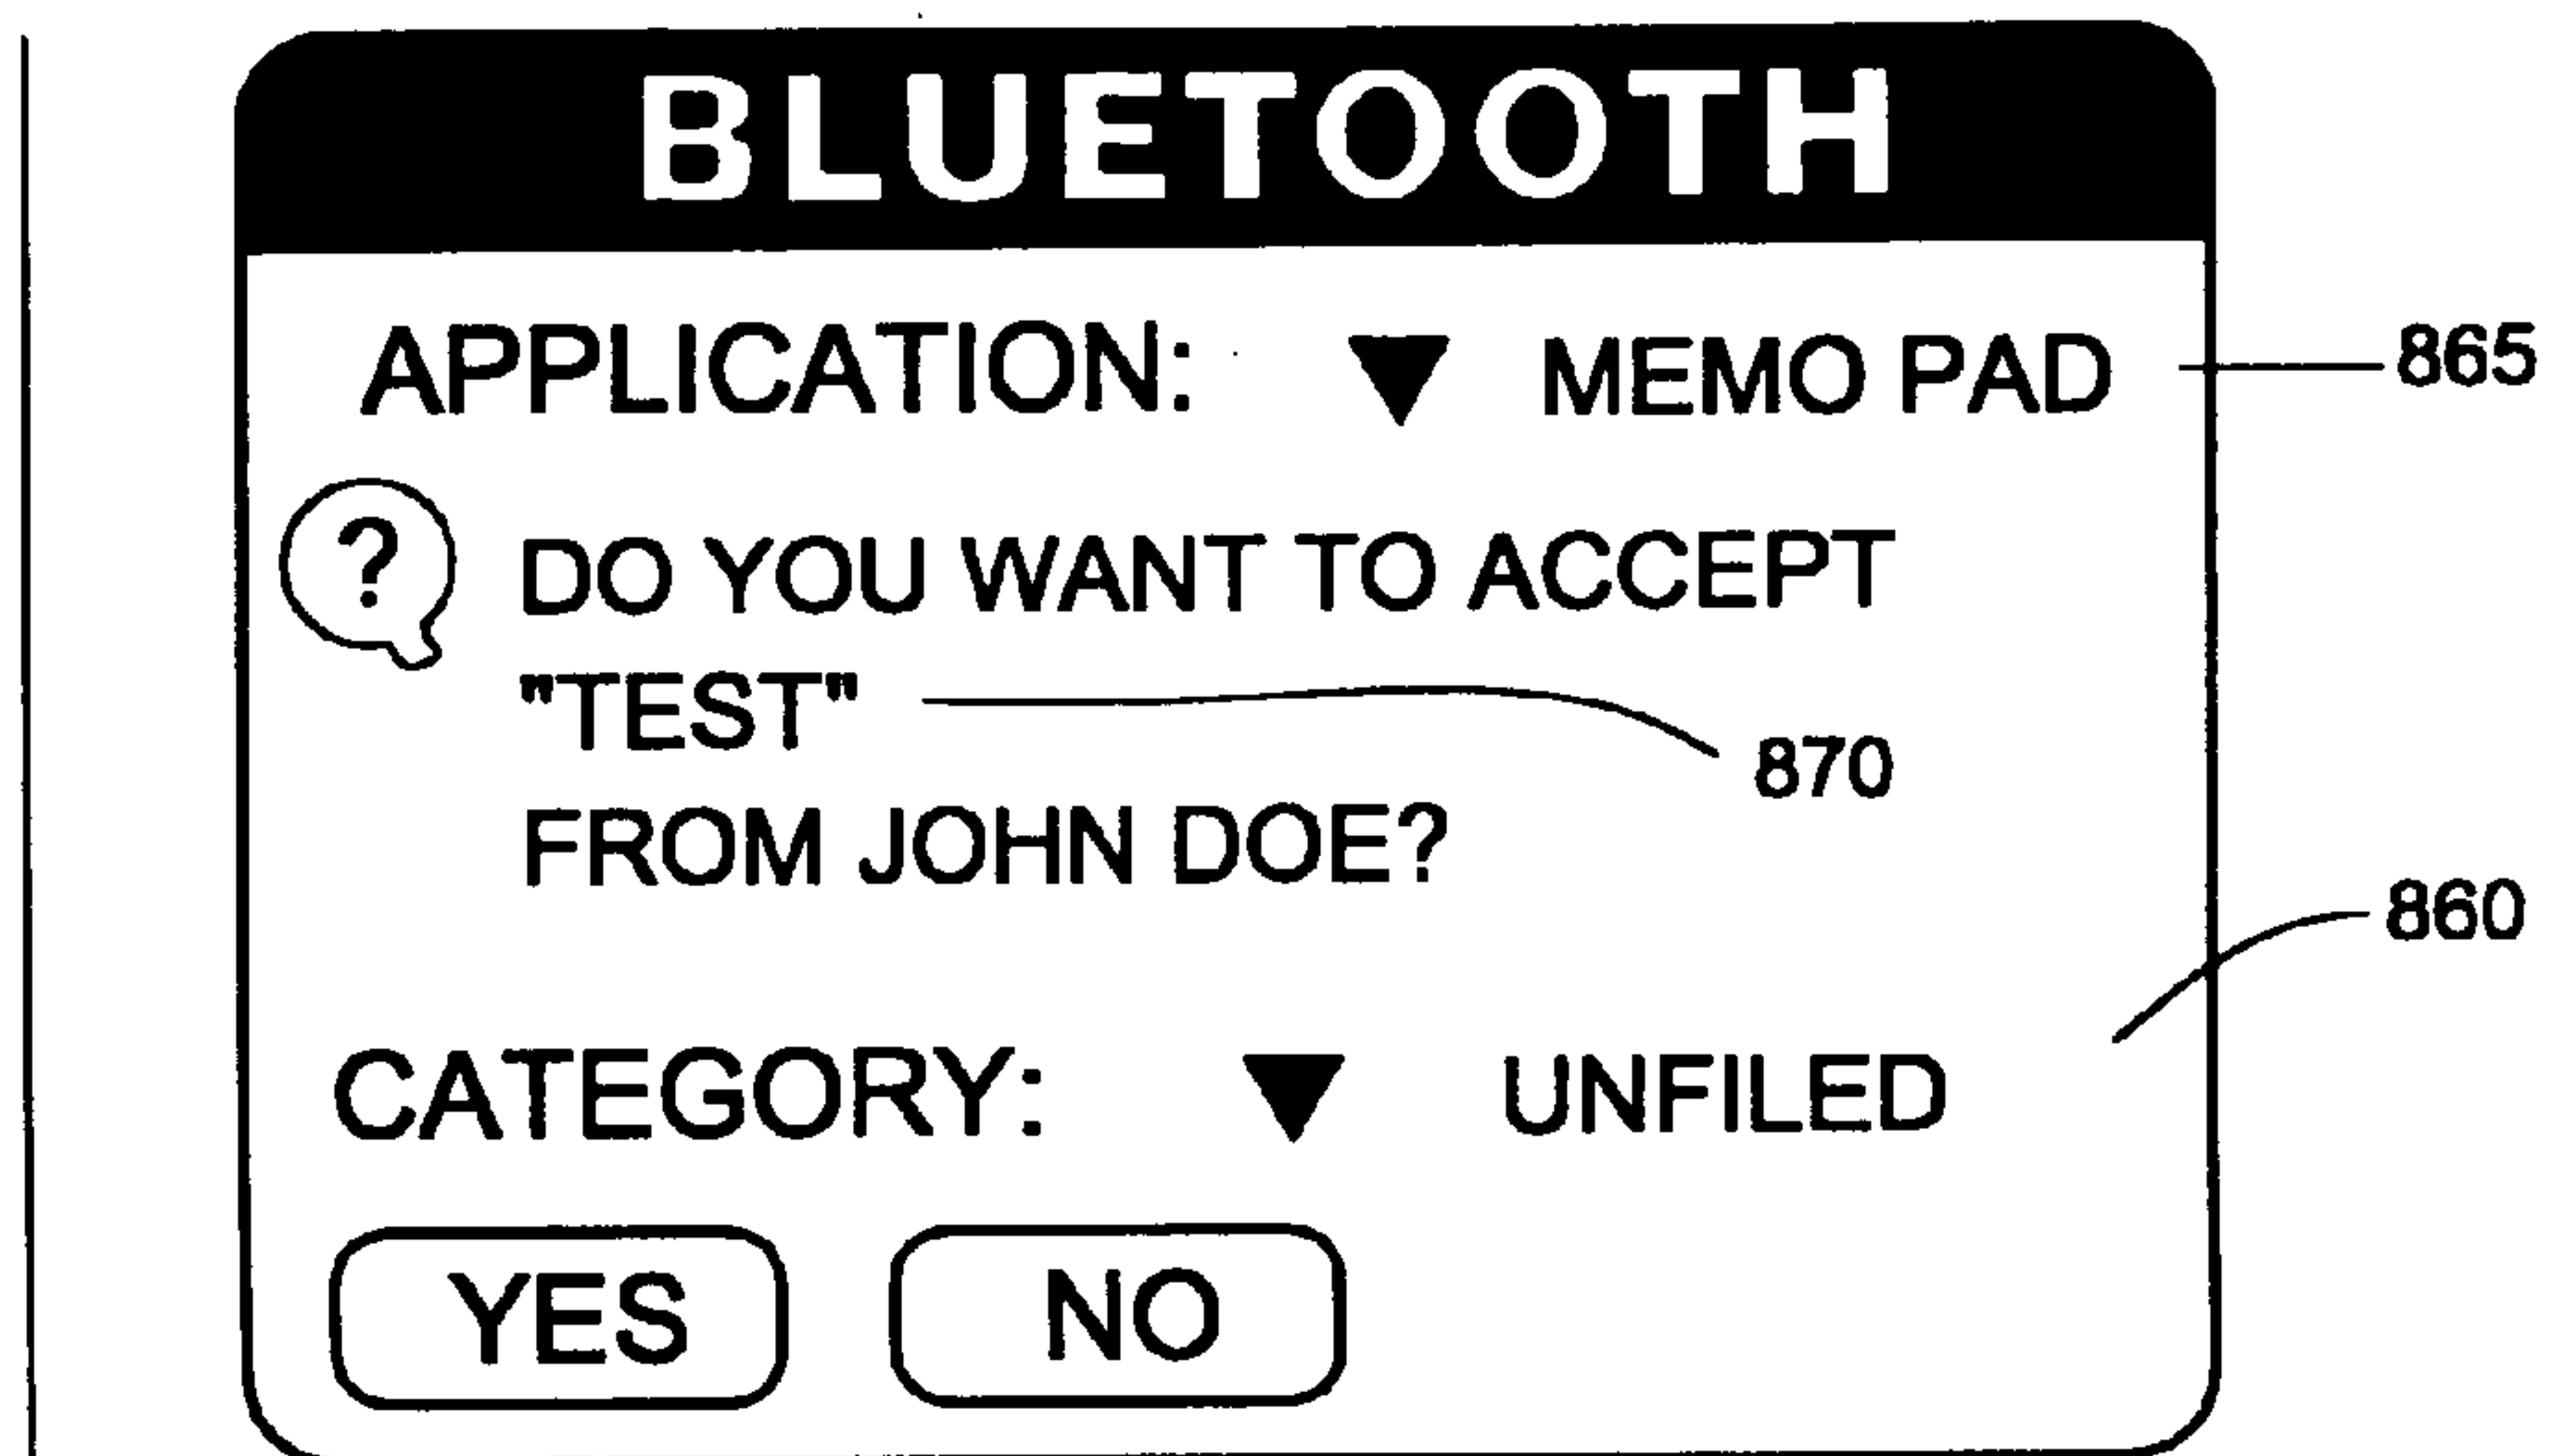 BLUETOOTH
APPLICATION: ▼ MEMO PAD 865
? DO YOU WANT TO ACCEPT
"TEST"
870
FROM JOHN DOE?
860
CATEGORY: ▼ UNFILED
YES NO